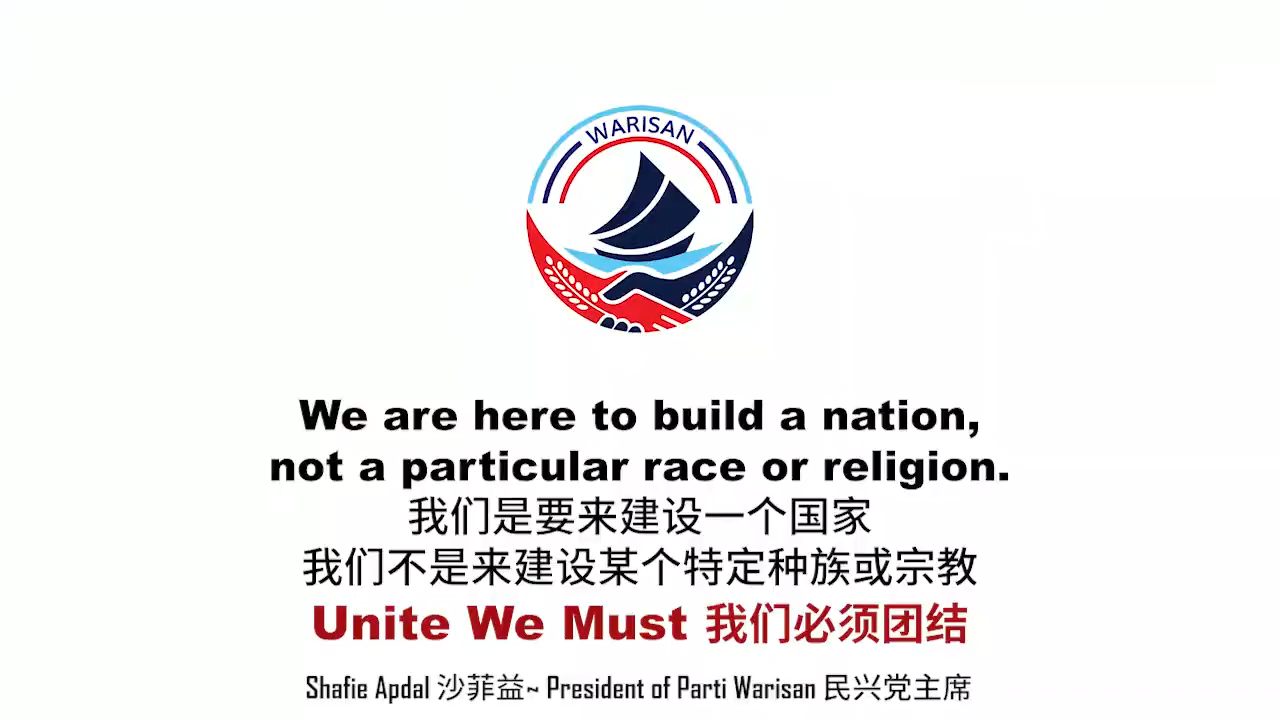 WARISAN
We are here to build a nation,
not a particular race or religion.
我们是要来建设一个国家
我们不是来建设某个特定种族或宗教
Unite We Must 我们必须团结
Shafie Apdal 沙菲益~ President of Parti Warisan 民兴党主席